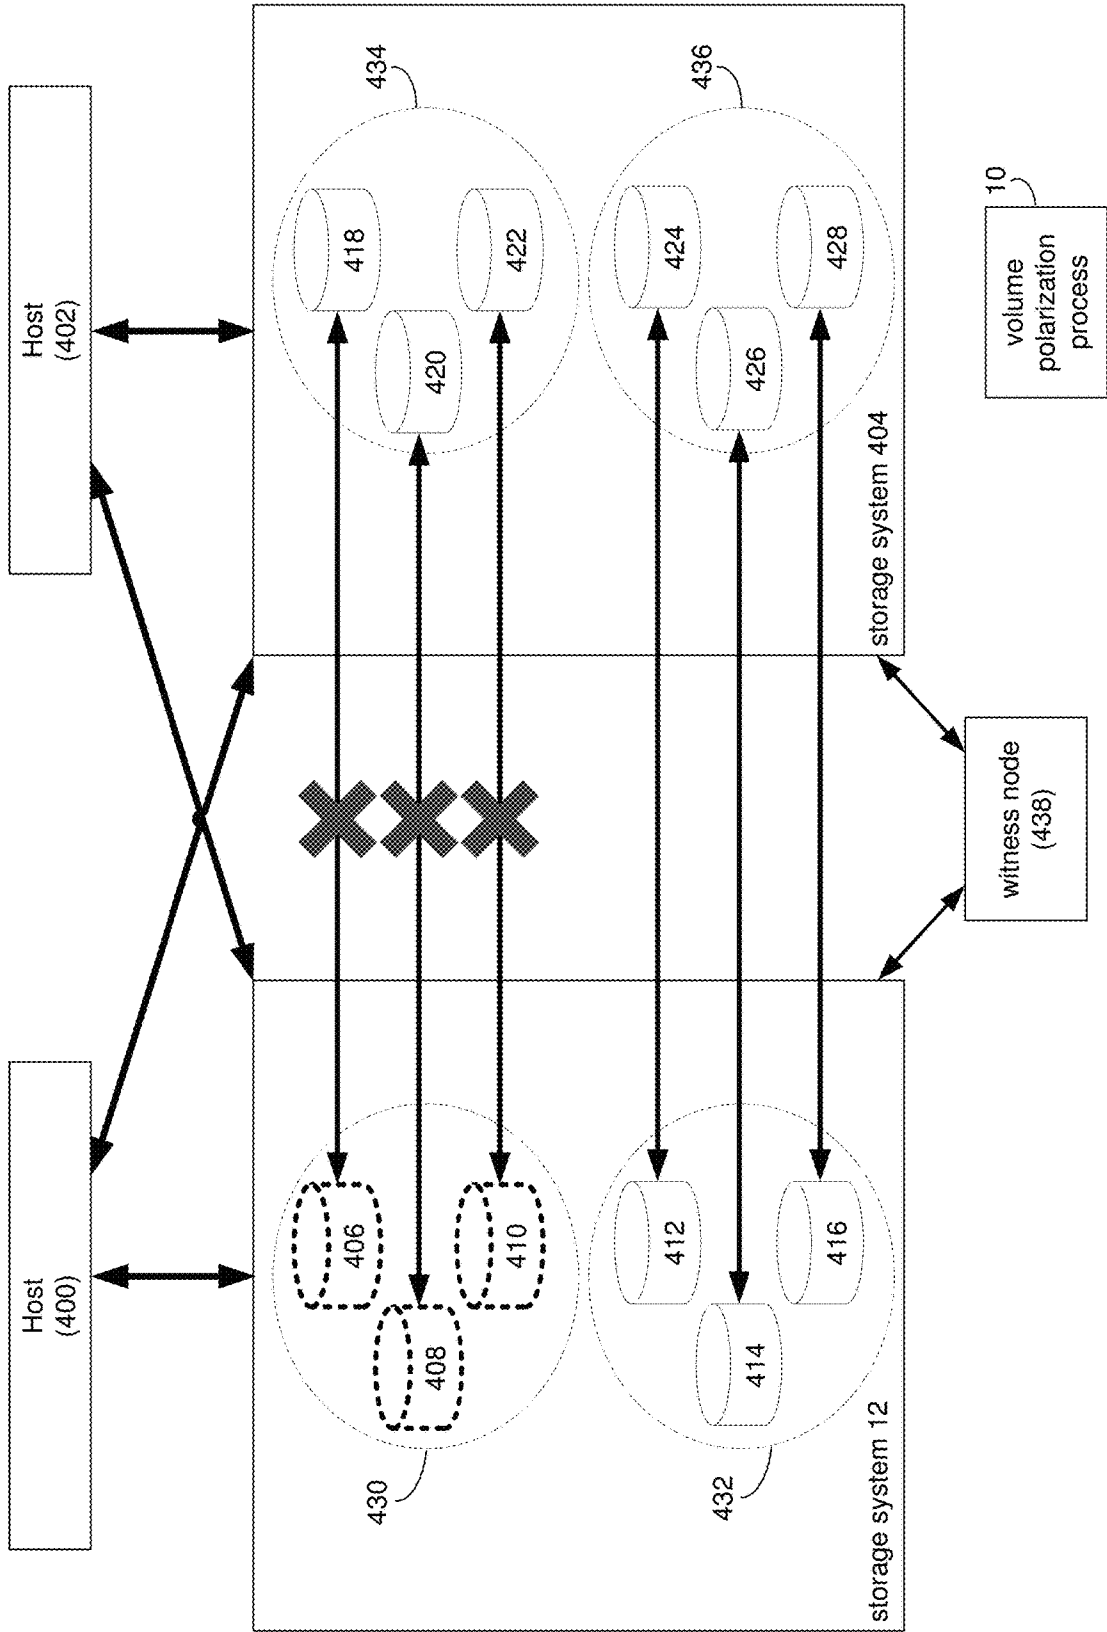 Host
(400)
Host
(402)
430
406
408
410
434
418
420
422
432
412
414
416
436
424
426
428
storage system 12
storage system 404
witness node
(438)
10
volume
polarization
process